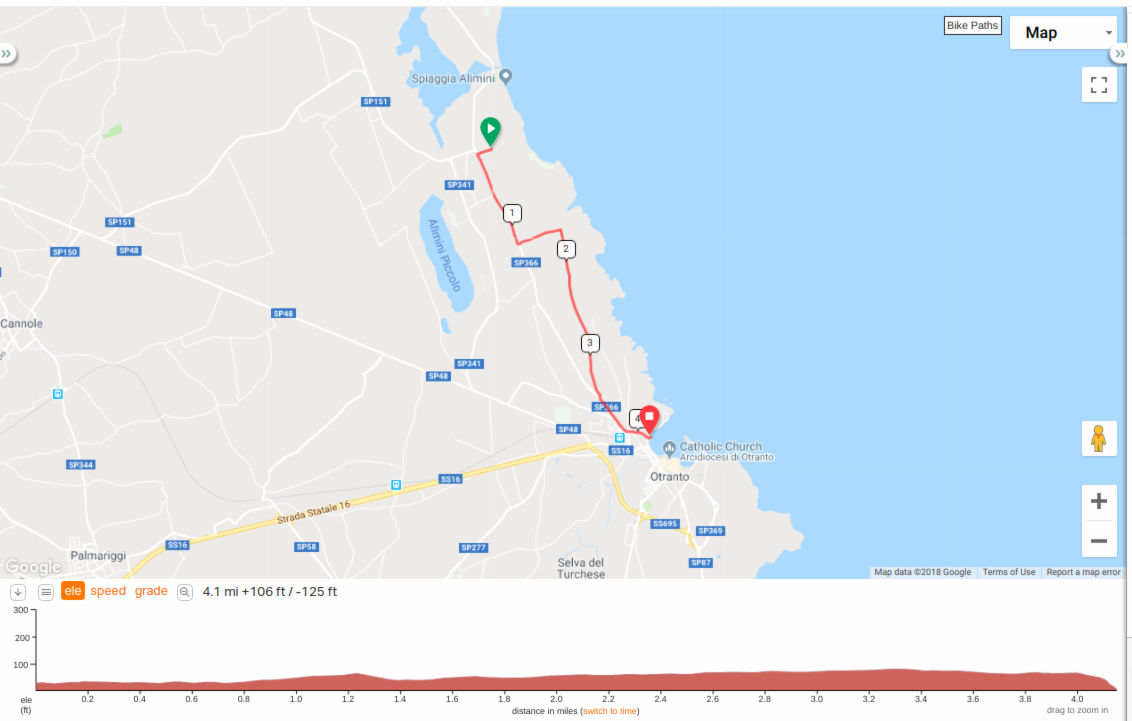 Bike Paths
Map
Spiaggia Alimini
SP151
SP341
1
SP151
SP150
SP48
2
SP366
Alimini Piccolo
SP48
Cannole
3
SP341
SP48
SP366
4
SP48
SS16
Catholic Church
Arcidiocesi di Otranto
SP344
SS16
Otranto
Strada Statale 16
SS695
SP369
SS16
SP58
SP277
Palmariggi
Selva del
Turchese
SP87
Google
Map data ©2018 Google
Terms of Use
Report a map error
ele speed grade 4.1 mi +106 ft / -125 ft
300
200
100
ele
(ft)
0.2 0.4 0.6 0.8 1.0 1.2 1.4 1.6 1.8 2.0 2.2 2.4 2.6 2.8 3.0 3.2 3.4 3.6 3.8 4.0
distance in miles (switch to time)
drag to zoom in